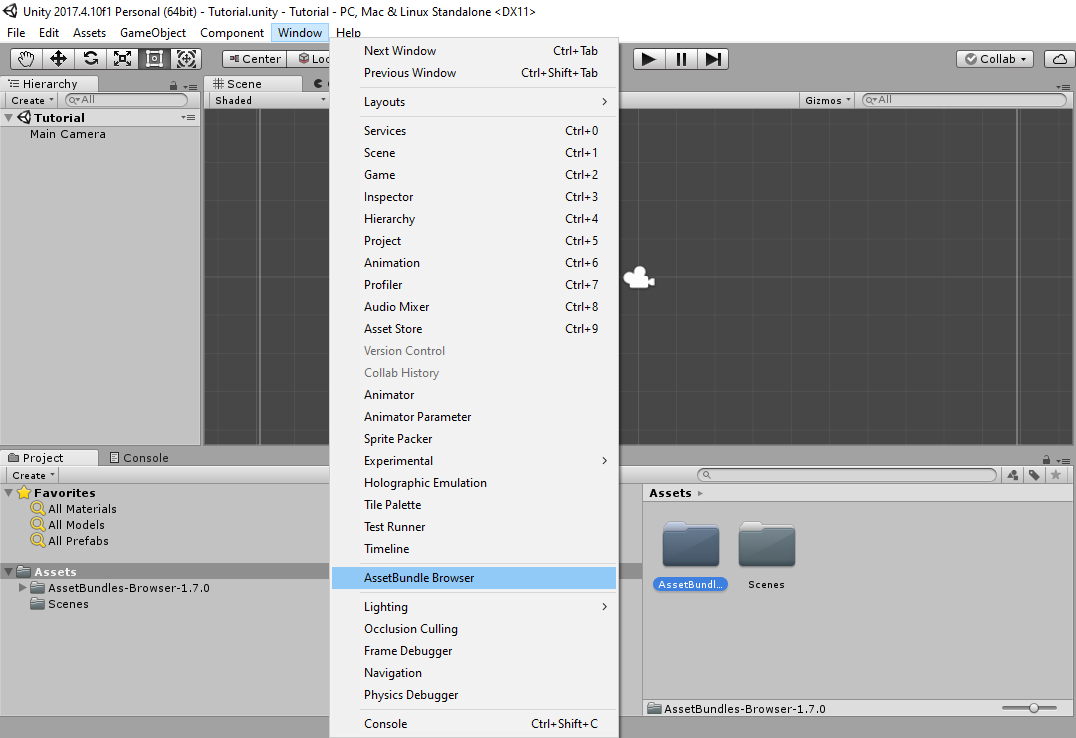 Unity 2017.4.10f1 Personal (64bit) - Tutorial.unity - Tutorial - PC, Mac & Linux Standalone <DX11>
File Edit Assets GameObject Component Window Help
Center Loc
Collab
Hierarchy
Create All
Tutorial
Main Camera
Scene
Shaded
Gizmos All
Next Window Ctrl+Tab
Previous Window Ctrl+Shift+Tab
Layouts
Services Ctrl+0
Scene Ctrl+1
Game Ctrl+2
Inspector Ctrl+3
Hierarchy Ctrl+4
Project Ctrl+5
Animation Ctrl+6
Profiler Ctrl+7
Audio Mixer Ctrl+8
Asset Store Ctrl+9
Version Control
Collab History
Animator
Animator Parameter
Sprite Packer
Experimental
Holographic Emulation
Tile Palette
Test Runner
Timeline
AssetBundle Browser
Lighting
Occlusion Culling
Frame Debugger
Navigation
Physics Debugger
Console Ctrl+Shift+C
Project Console
Create
Favorites
All Materials
All Models
All Prefabs
Assets
AssetBundles-Browser-1.7.0
Scenes
Assets
AssetBundl...
Scenes
AssetBundles-Browser-1.7.0